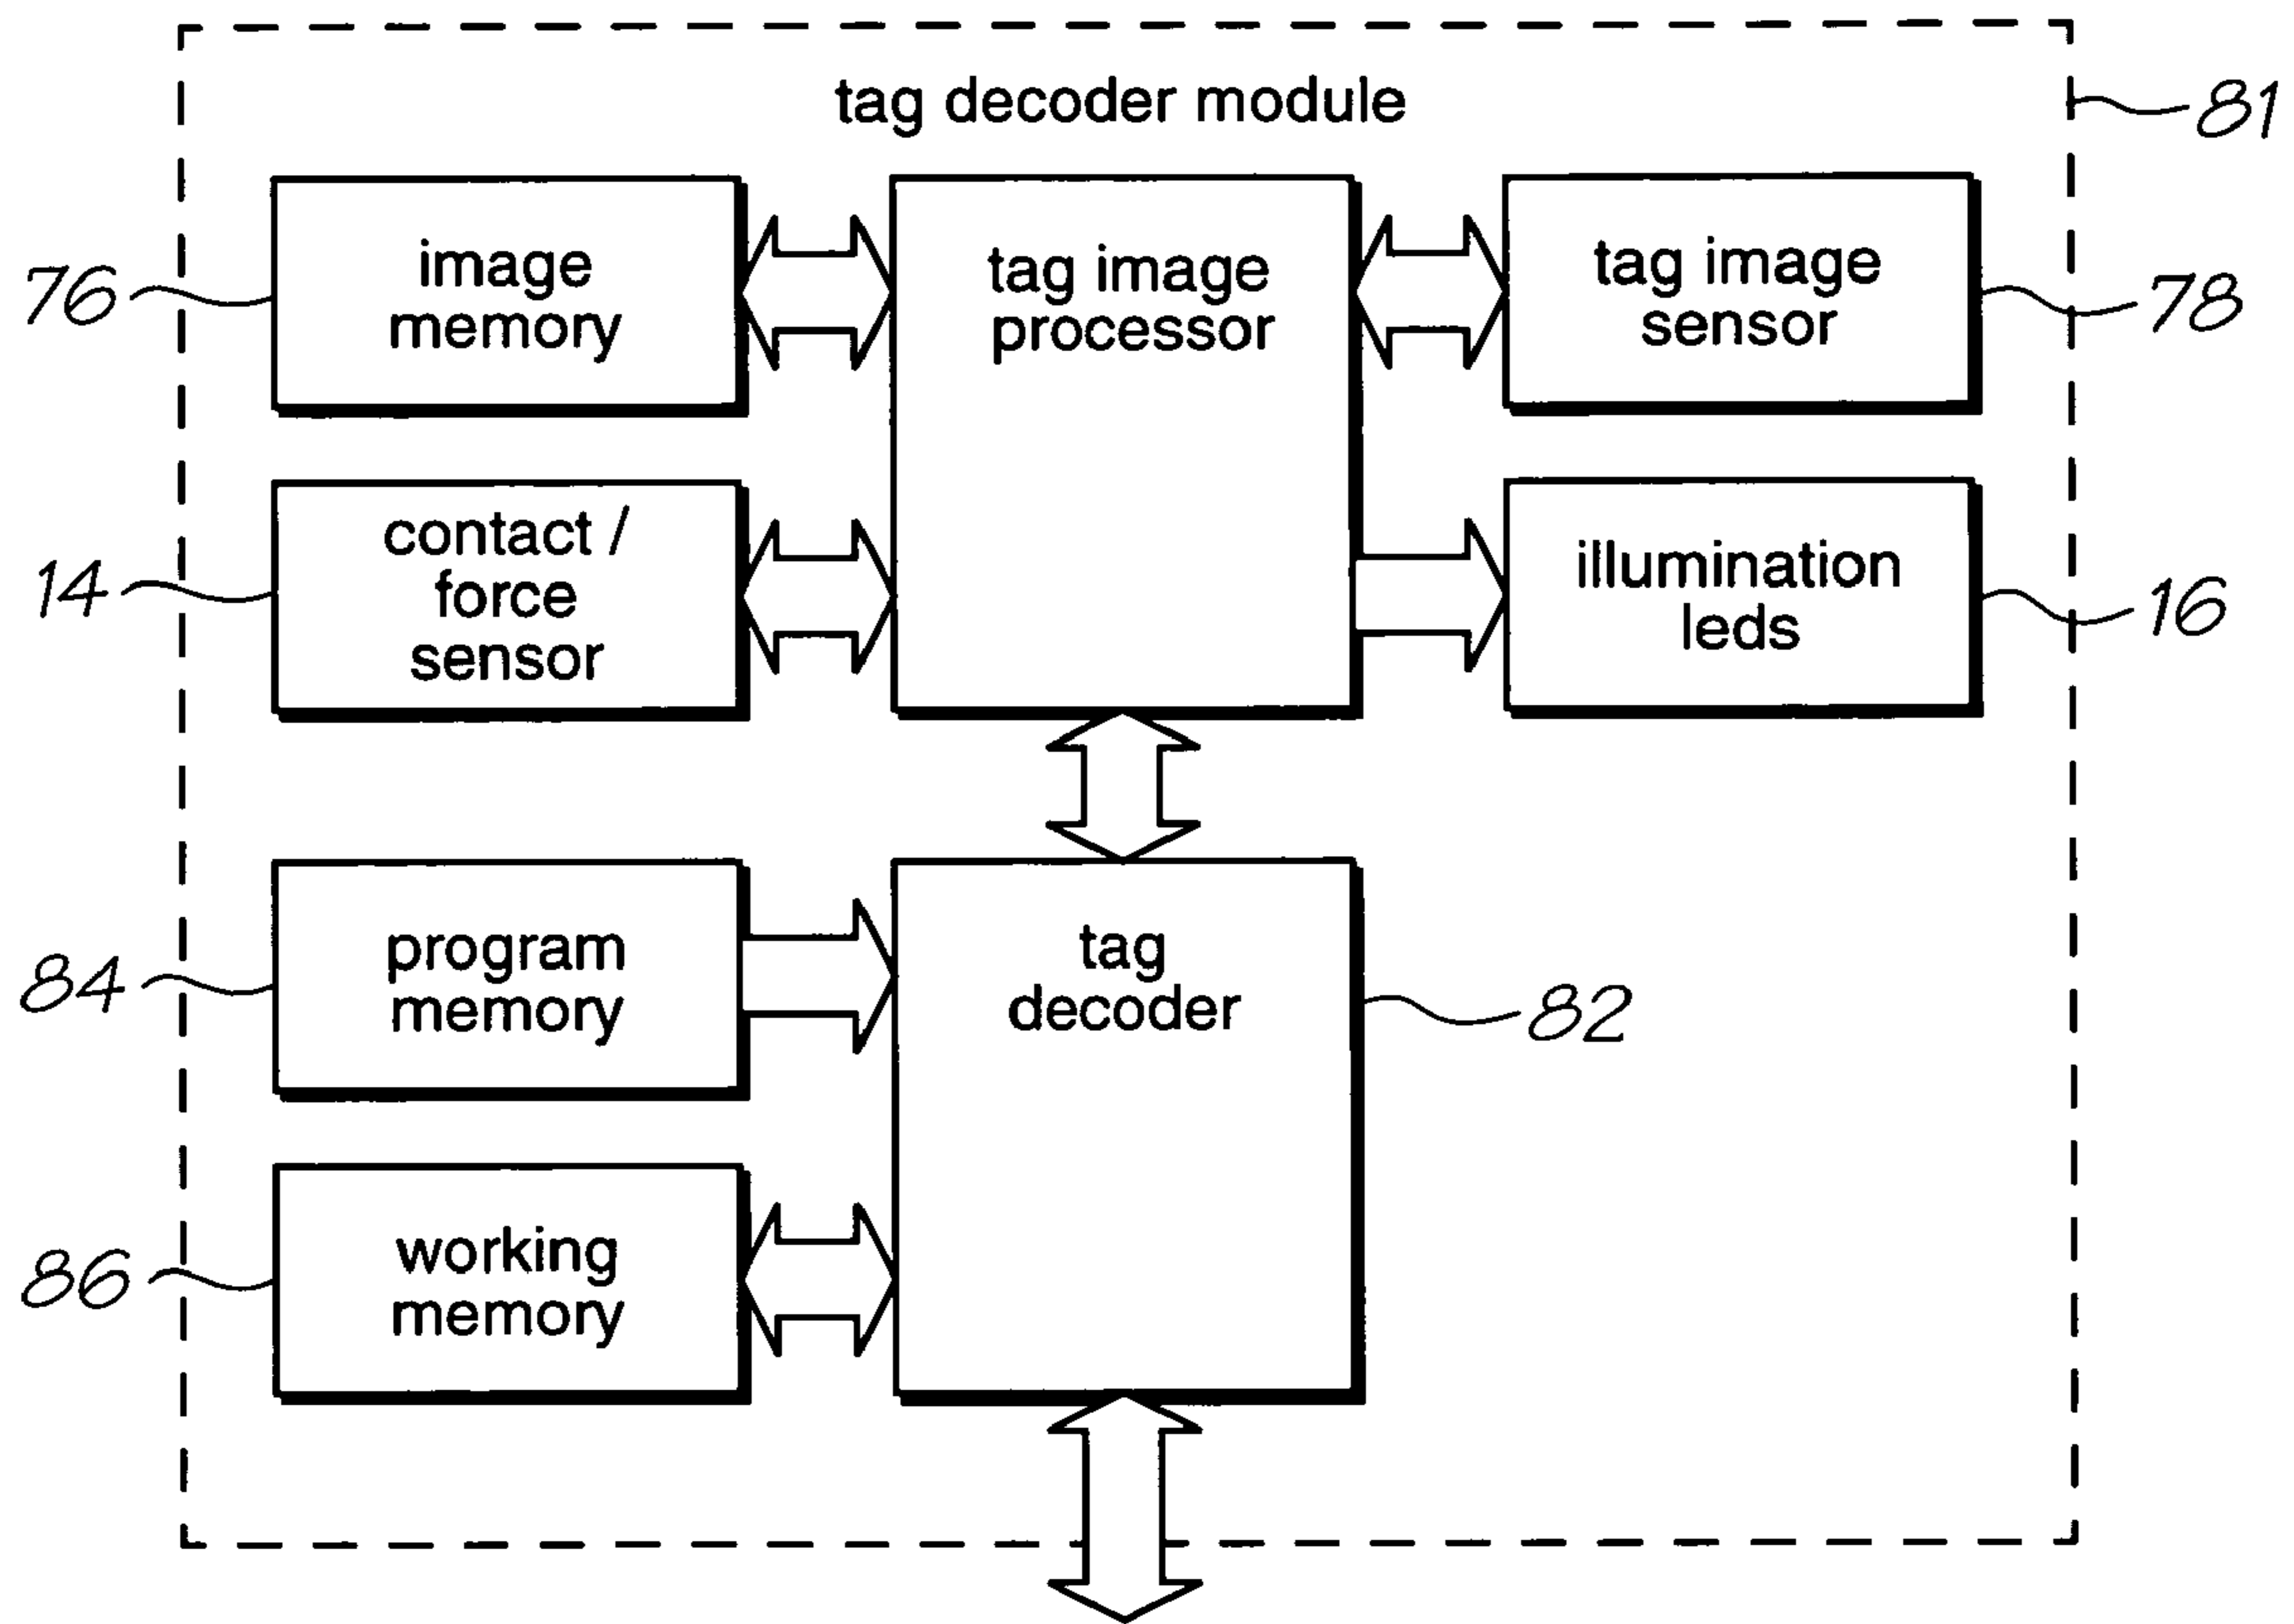 tag decoder module
81
image
memory
76
tag image
processor
tag image
sensor
78
contact /
force
sensor
14
illumination
leds
16
program
memory
84
tag
decoder
82
working
memory
86